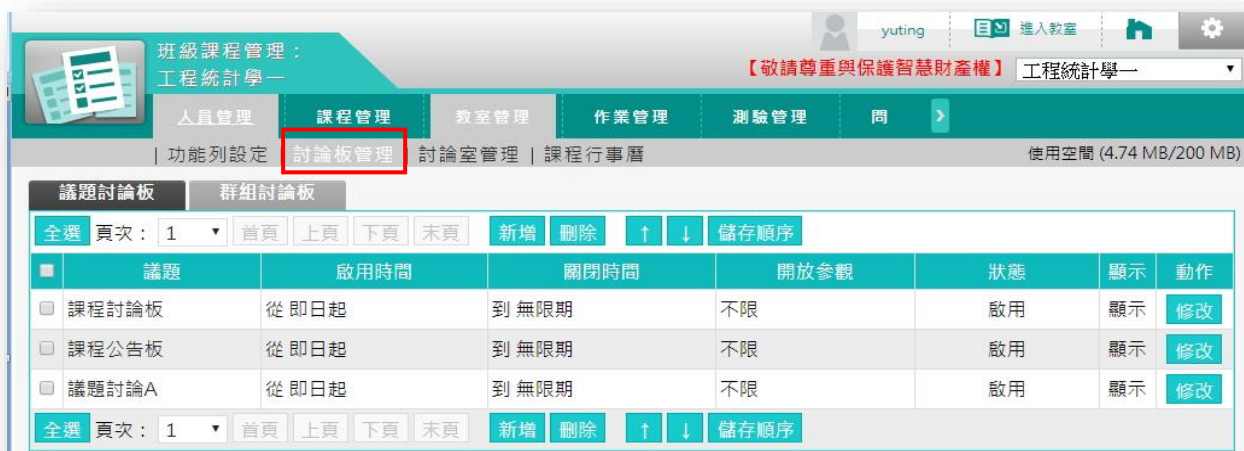 yuting 進入教室
班級課程管理：
工程統計學一
【敬請尊重與保護智慧財產權】 工程統計學一
人員管理 課程管理 教室管理 作業管理 測驗管理 問 >
| 功能列設定 | 討論板管理 | 討論室管理 | 課程行事曆 使用空間 (4.74 MB/200 MB)
議題討論板 群組討論板
全選 頁次： 1 首頁 上頁 下頁 末頁 新增 刪除 ↑ ↓ 儲存順序
議題 啟用時間 關閉時間 開放參觀 狀態 顯示 動作
課程討論板 從 即日起 到 無限期 不限 啟用 顯示 修改
課程公告板 從 即日起 到 無限期 不限 啟用 顯示 修改
議題討論A 從 即日起 到 無限期 不限 啟用 顯示 修改
全選 頁次： 1 首頁 上頁 下頁 末頁 新增 刪除 ↑ ↓ 儲存順序